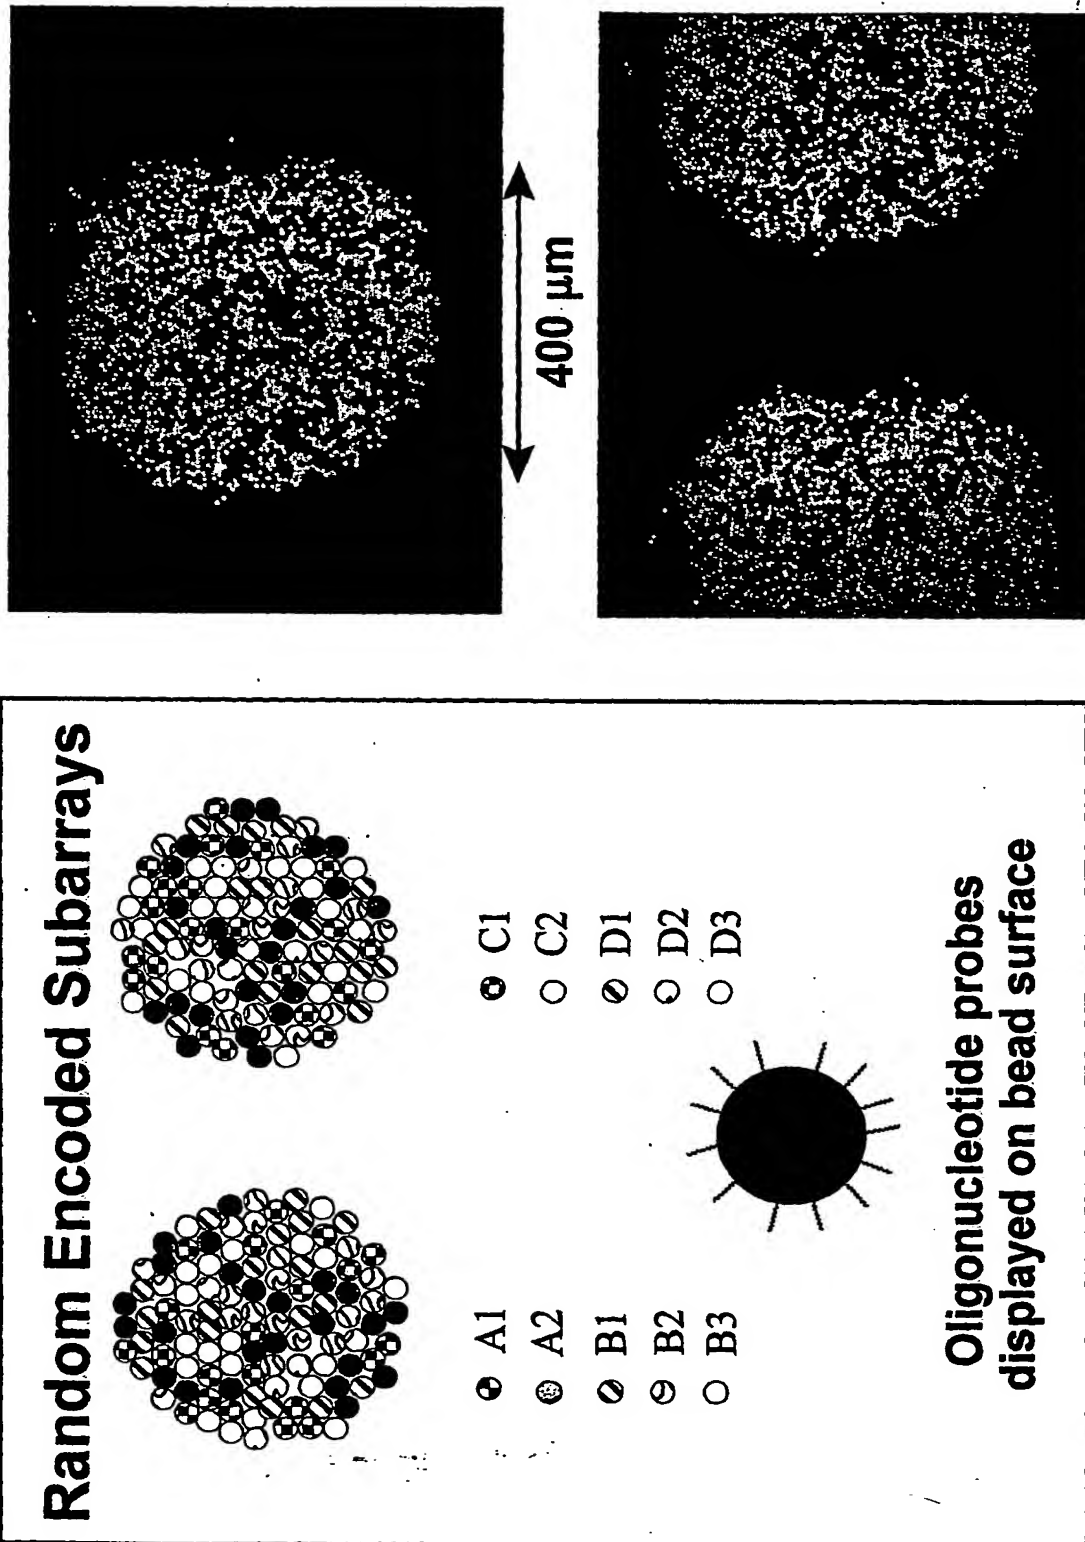 Random Encoded Subarrays
A1
A2
B1
B2
B3
C1
C2
D1
D2
D3
Oligonucleotide probes
displayed on bead surface
400 µm